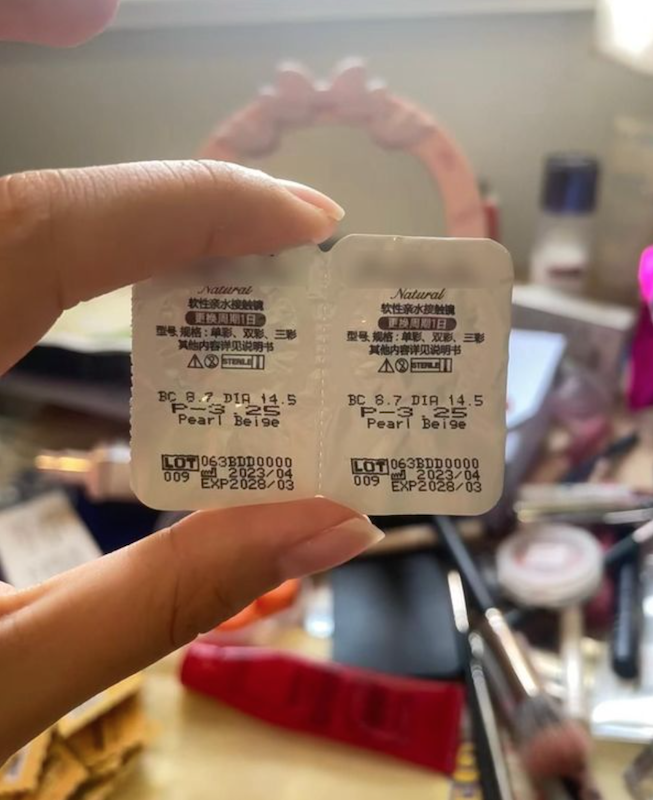 Natural
软性亲水接触镜
更换周期1日
型号,规格：单彩、双彩、三彩
其他内容详见说明书
STERILE
BC 8.7 DIA 14.5
P-3.25
Pearl Beige
LOT 063BDD0000
009 2023/04
EXP2028/03
Natural
软性亲水接触镜
更换周期1日
型号,规格：单彩、双彩、三彩
其他内容详见说明书
STERILE
BC 8.7 DIA 14.5
P-3.25
Pearl Beige
LOT 063BDD0000
009 2023/04
EXP2028/03